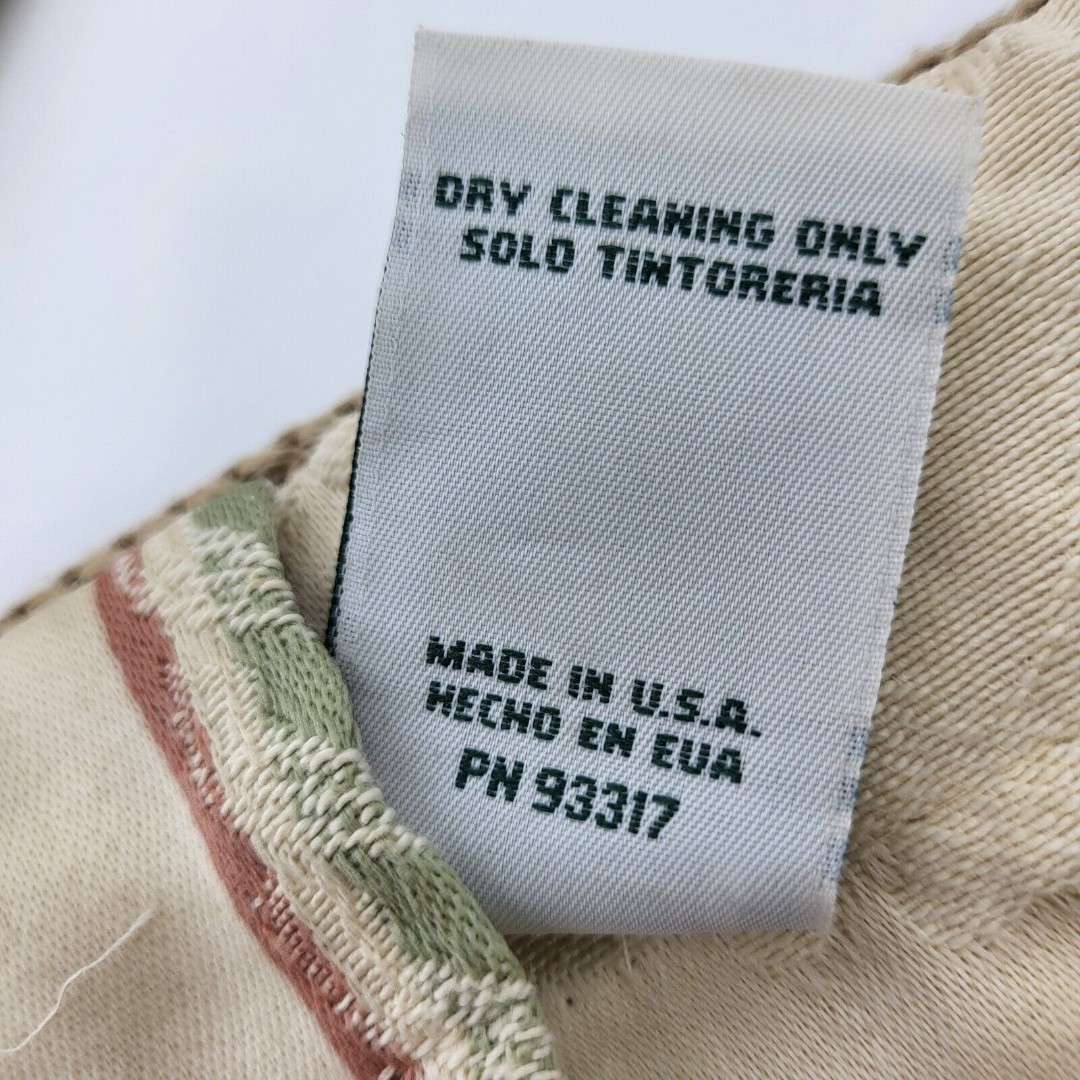 DRY CLEANING ONLY
SOLO TINTORERIA
MADE IN U.S.A.
HECHO EN EUA
PN 93317